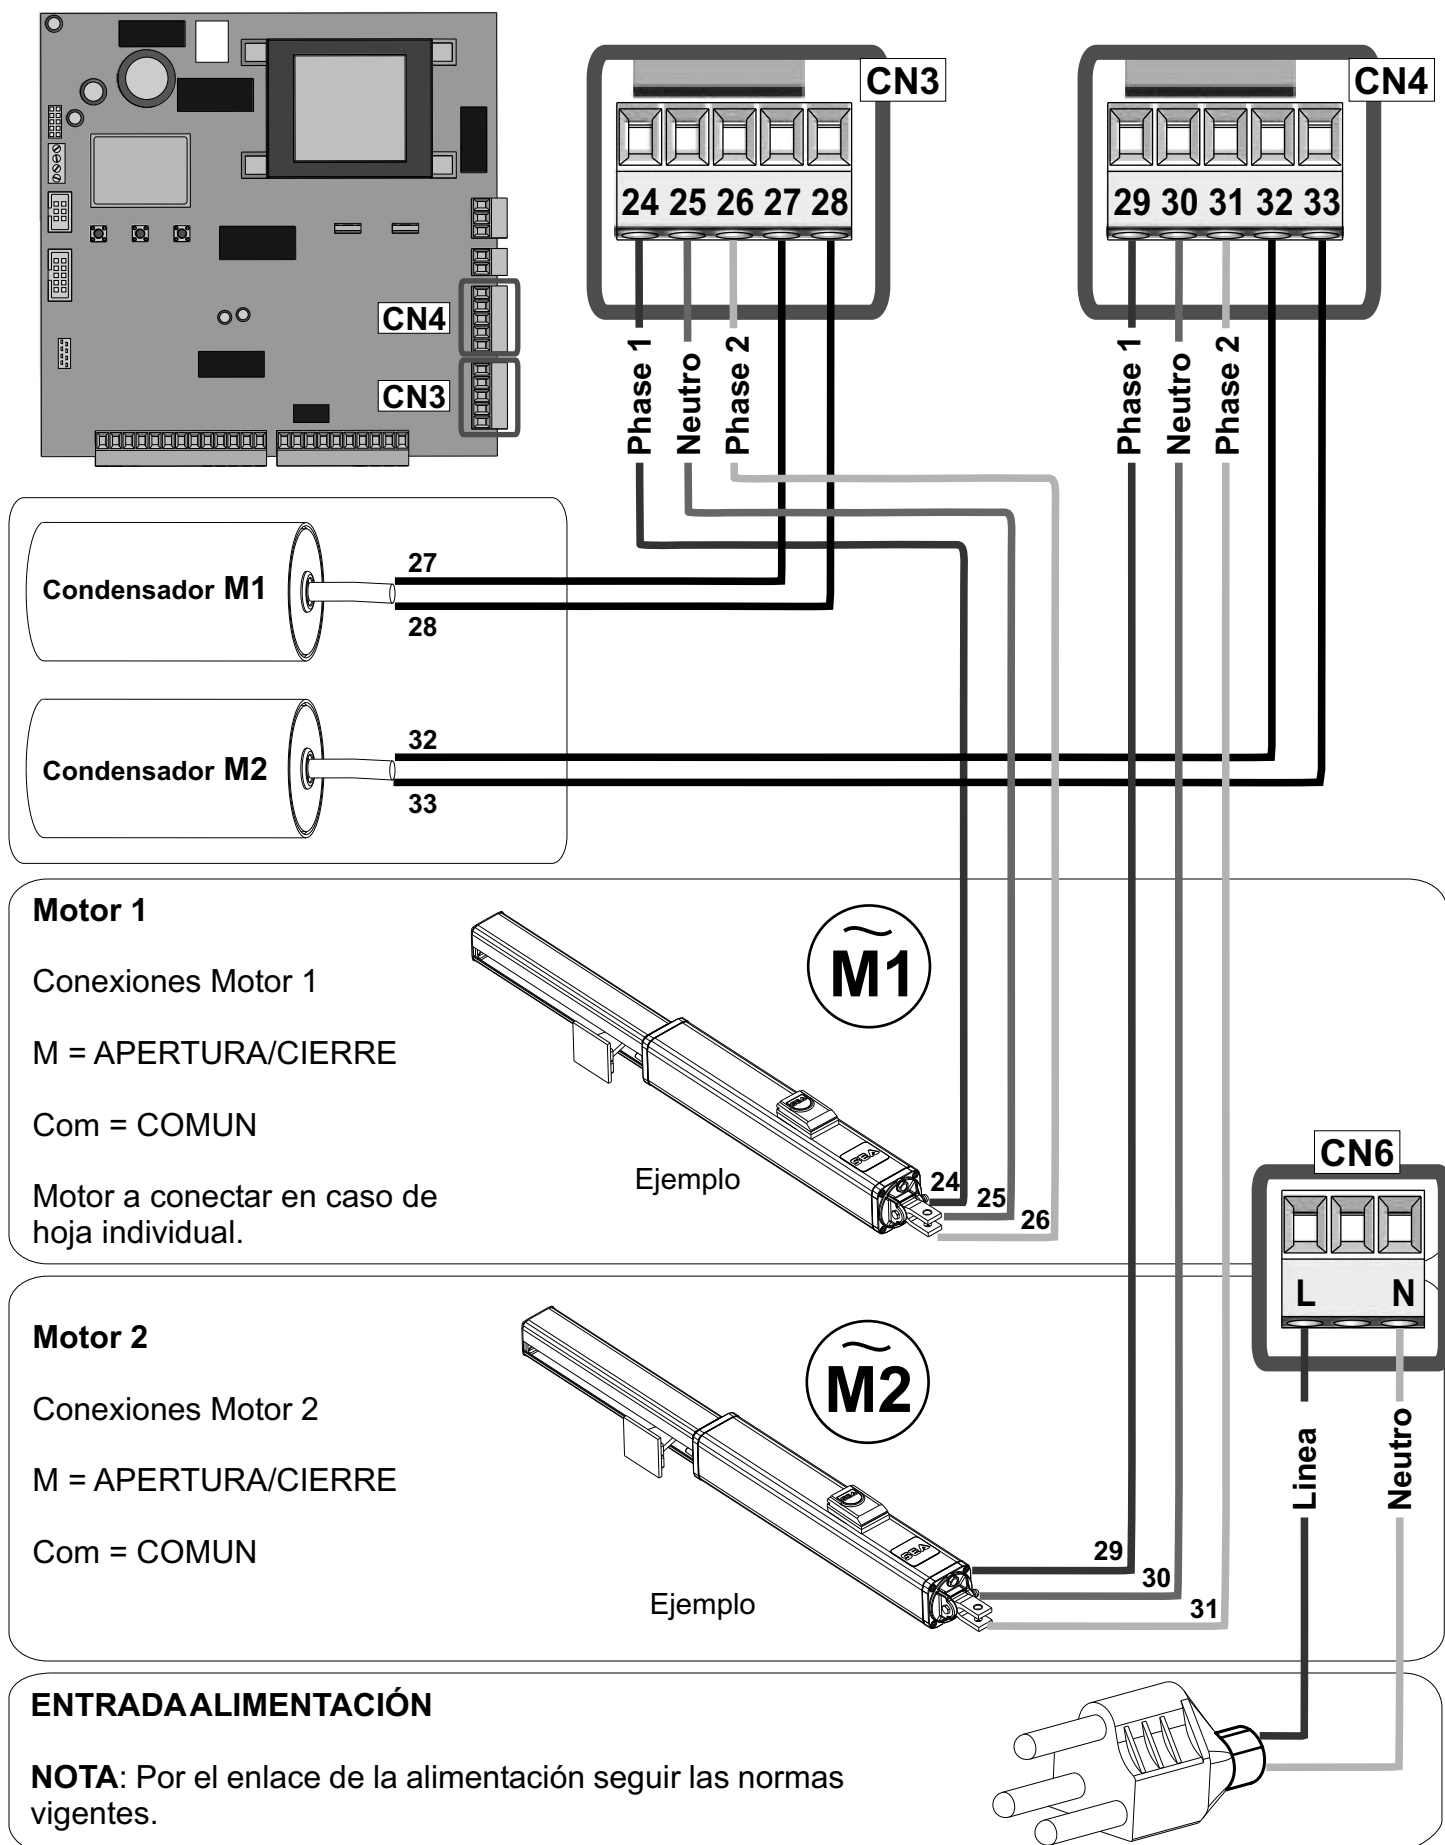 CN4
CN3
CN3
24 25 26 27 28
Phase 1
Neutro
Phase 2
CN4
29 30 31 32 33
Phase 1
Neutro
Phase 2
Condensador M1
27
28
Condensador M2
32
33
Motor 1
Conexiones Motor 1
M = APERTURA/CIERRE
Com = COMUN
Motor a conectar en caso de
hoja individual.
Ejemplo
SEA
M1
24
25
26
CN6
L N
Linea
Neutro
Motor 2
Conexiones Motor 2
M = APERTURA/CIERRE
Com = COMUN
Ejemplo
SEA
M2
29
30
31
ENTRADA ALIMENTACIÓN
NOTA: Por el enlace de la alimentación seguir las normas
vigentes.